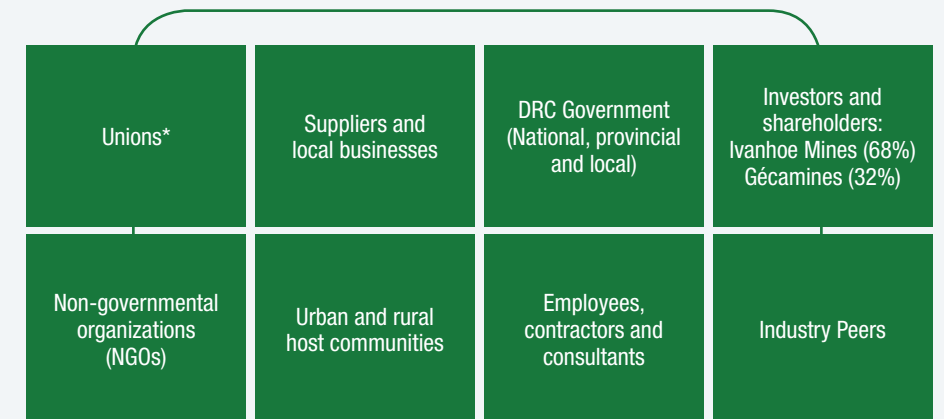 Unions*
Suppliers and
local businesses
DRC Government
(National, provincial
and local)
Investors and
shareholders:
Ivanhoe Mines (68%)
Gécamines (32%)
Non-governmental
organizations
(NGOs)
Urban and rural
host communities
Employees,
contractors and
consultants
Industry Peers